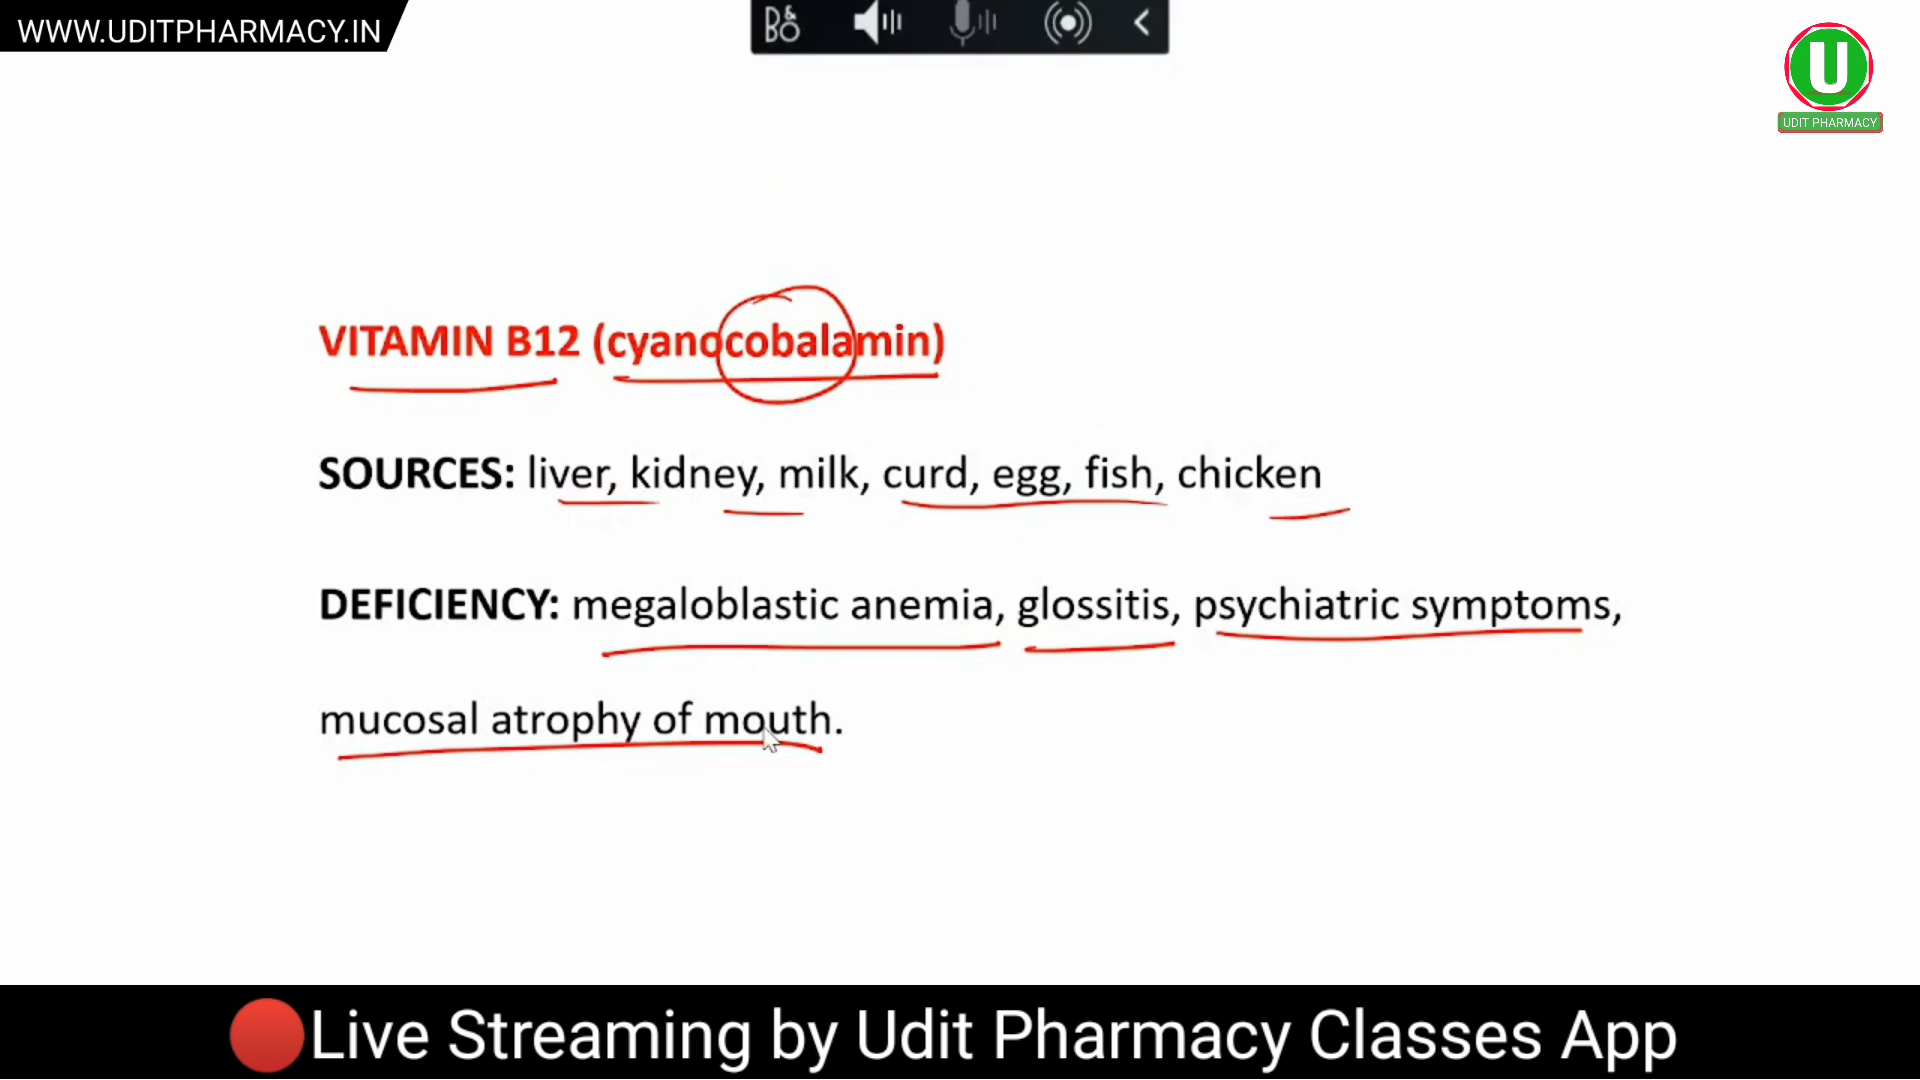 WWW.UDITPHARMACY.IN
B&O
U
UDIT PHARMACY
VITAMIN B12 (cyanocobalamin)
SOURCES: liver, kidney, milk, curd, egg, fish, chicken
DEFICIENCY: megaloblastic anemia, glossitis, psychiatric symptoms,
mucosal atrophy of mouth.
Live Streaming by Udit Pharmacy Classes App